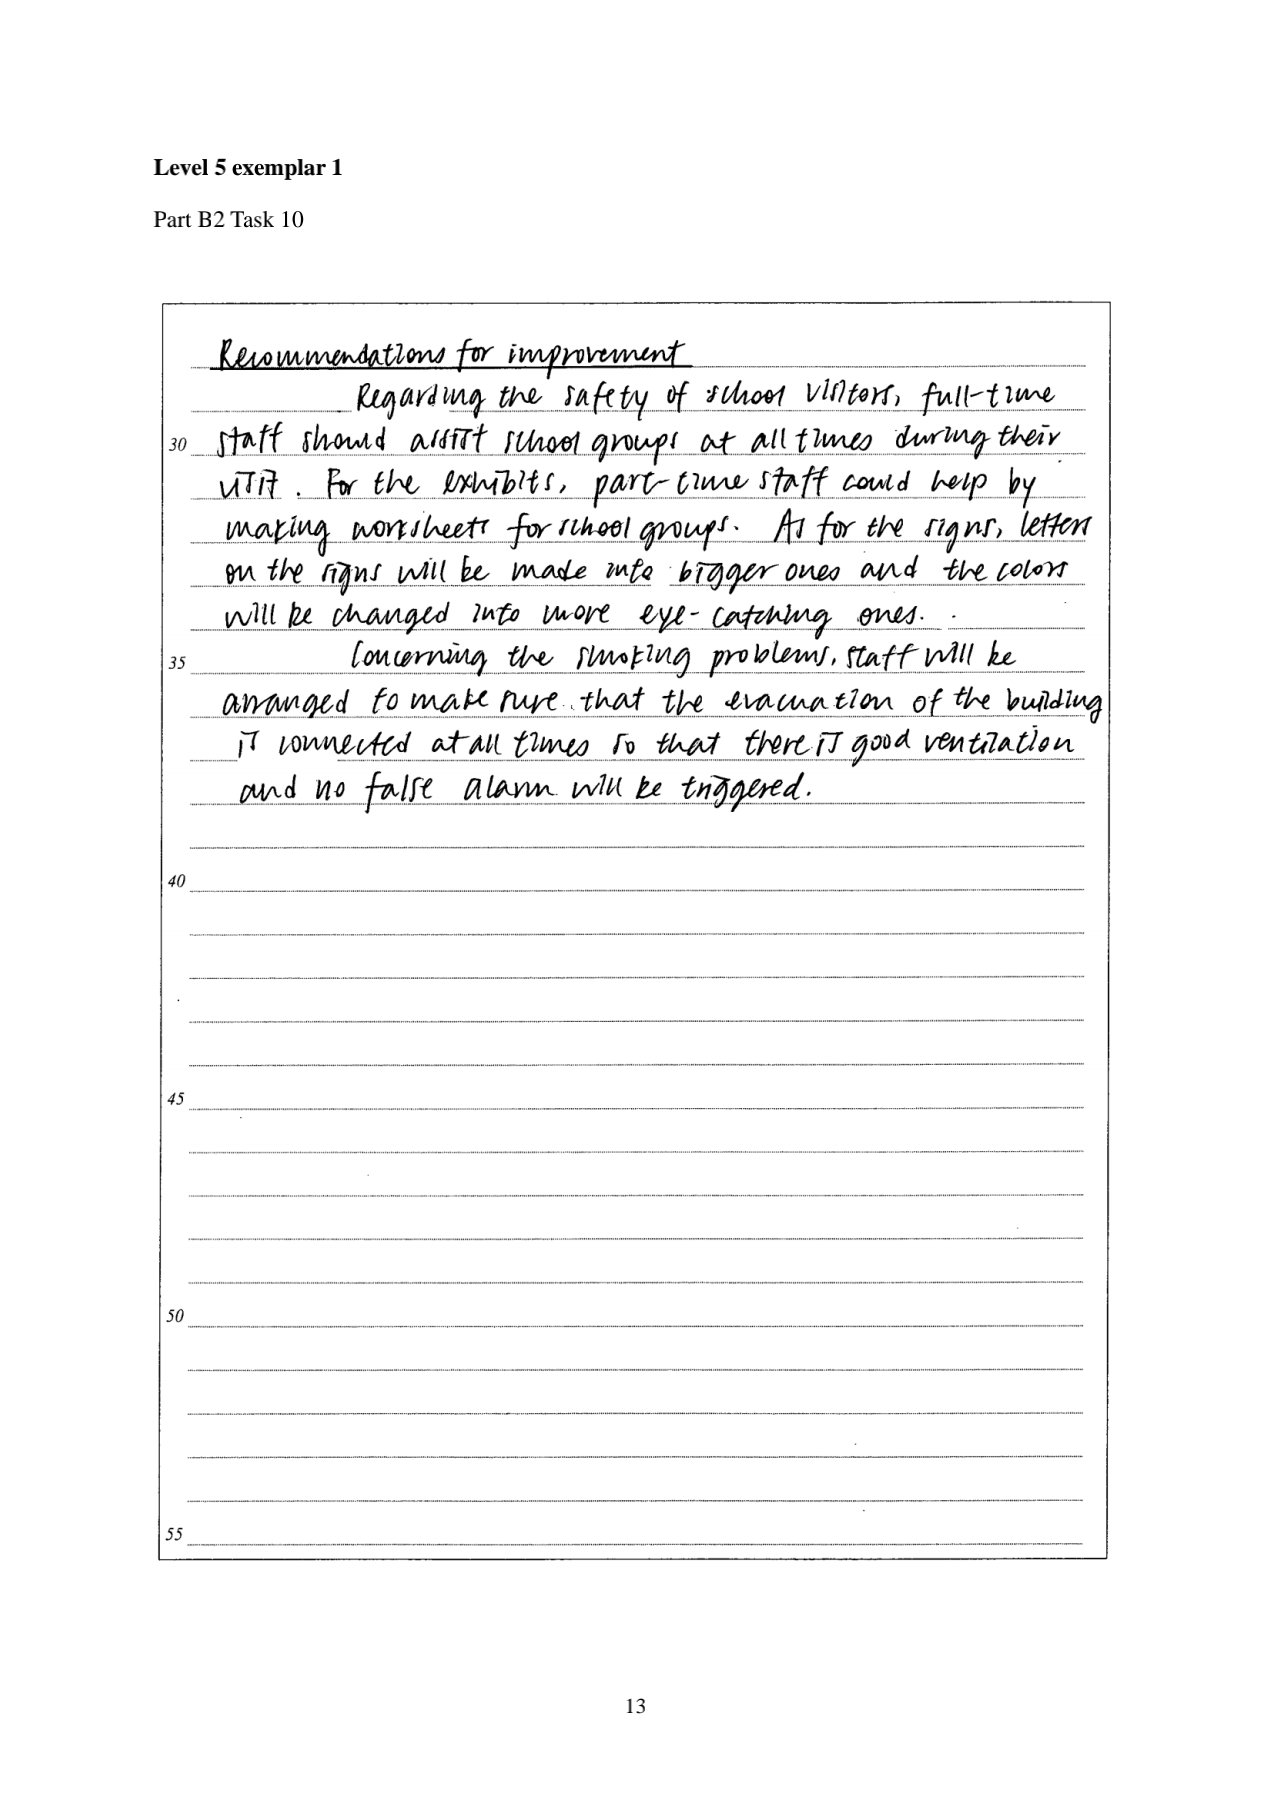 Level 5 exemplar 1
Part B2 Task 10
Recommendations for improvement
Regarding the safety of school visitors, full-time
30 staff should assist school groups at all times during their
visit. For the exhibits, part-time staff could help by
making worksheets for school groups. As for the signs, letters
on the signs will be made into bigger ones and the colors
will be changed into more eye-catching ones.
35 Concerning the smoking problems, staff will be
arranged to make sure that the evacuation of the building
is connected at all times so that there is good ventilation
and no false alarm will be triggered.
40
45
50
55
13